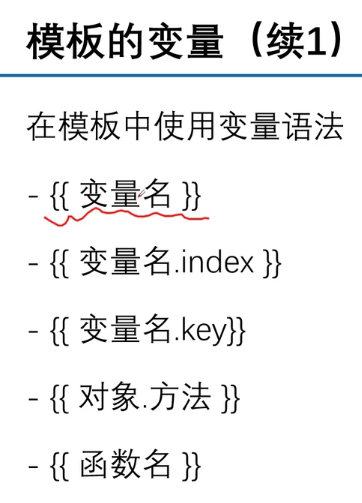 模板的变量（续1）
在模板中使用变量语法
- {{ 变量名 }}
- {{ 变量名.index }}
- {{ 变量名.key}}
- {{ 对象.方法 }}
- {{ 函数名 }}